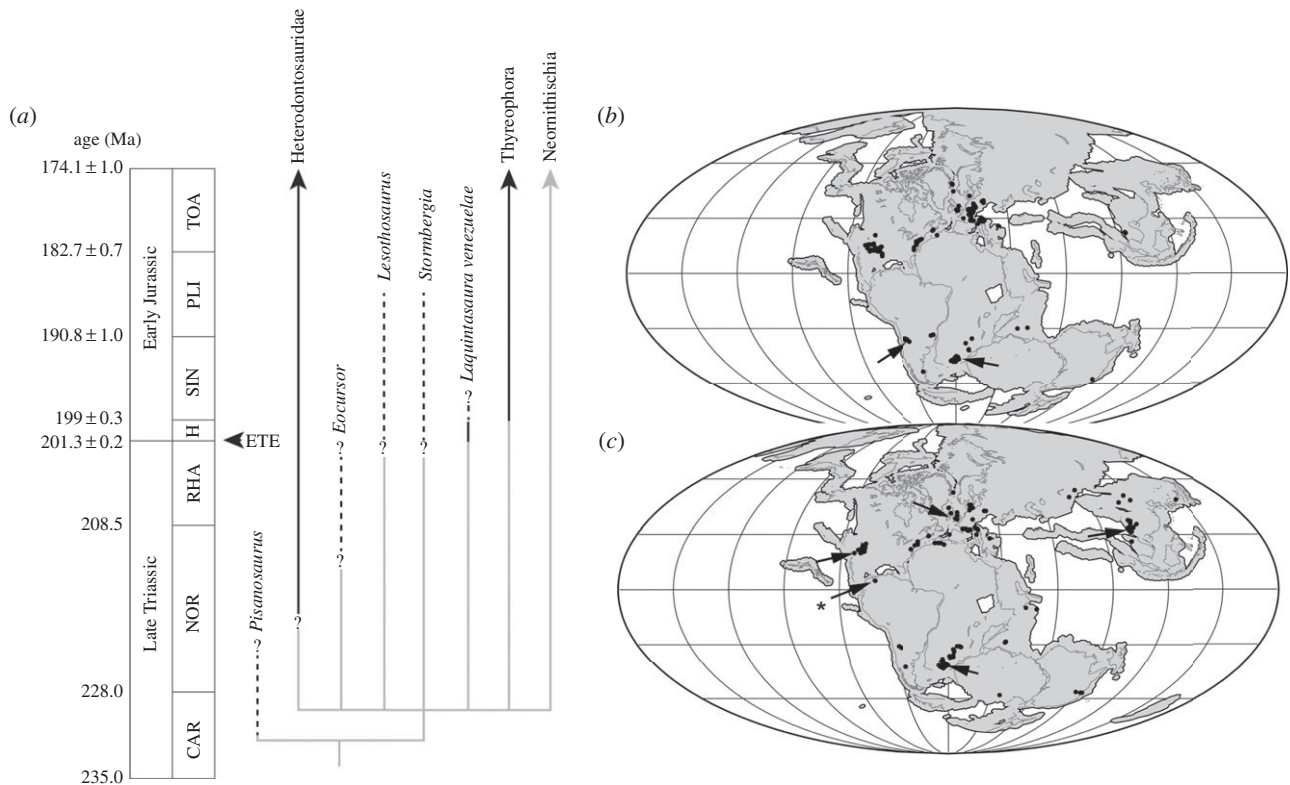 (a)
age (Ma)
174.1 ± 1.0
182.7 ± 0.7
190.8 ± 1.0
199 ± 0.3
201.3 ± 0.2
208.5
228.0
235.0
Early Jurassic
Late Triassic
TOA
PLI
SIN
H
RHA
NOR
CAR
ETE
Pisanosaurus
?
Heterodontosauridae
?
Eocursor
?
?
Lesothosaurus
?
Stormbergia
?
Laquintasaura venezuelae
?
Thyreophora
Neornithischia
(b)
(c)
*